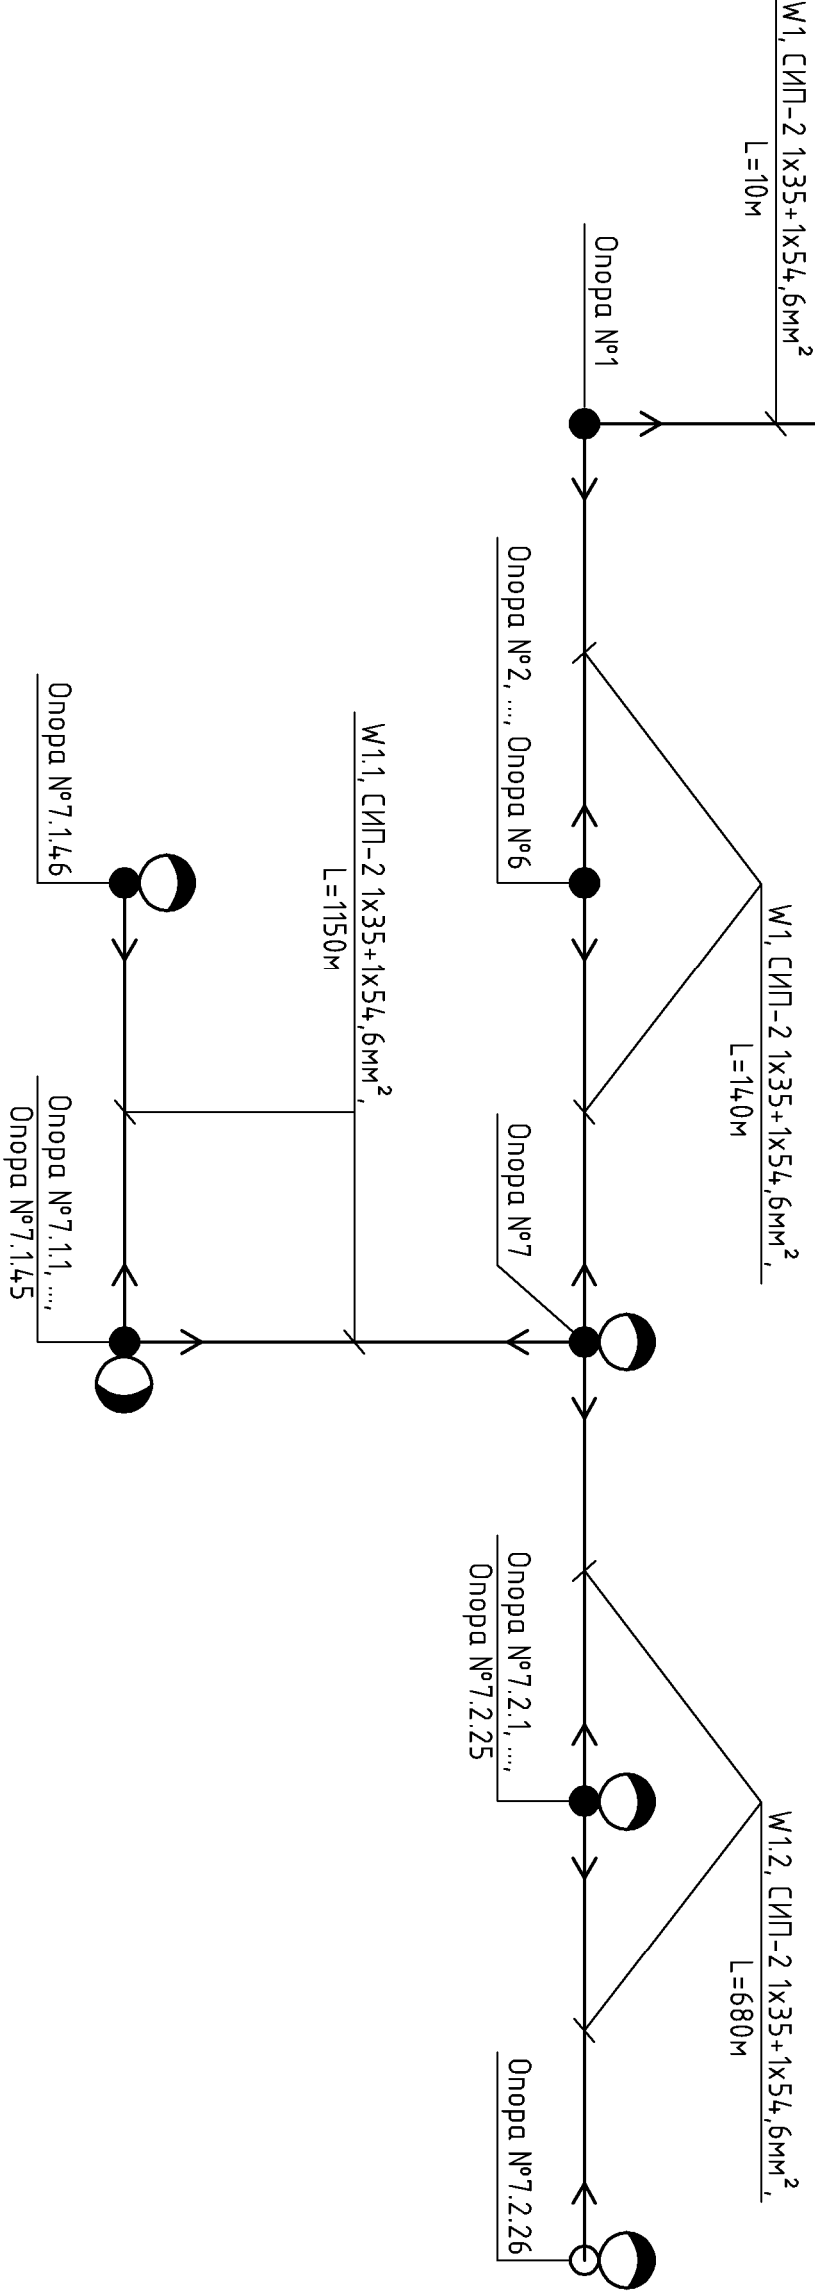 W1, СИП-2 1х35+1х54,6мм²
L=10м
Опора №1
Опора №2, ..., Опора №6
W1, СИП-2 1х35+1х54,6мм²,
L=140м
Опора №7
W1.1, СИП-2 1х35+1х54,6мм²,
L=1150м
Опора №7.1.46
Опора №7.1.1, ...,
Опора №7.1.45
Опора №7.2.1, ...,
Опора №7.2.25
W1.2, СИП-2 1х35+1х54,6мм²,
L=680м
Опора №7.2.26